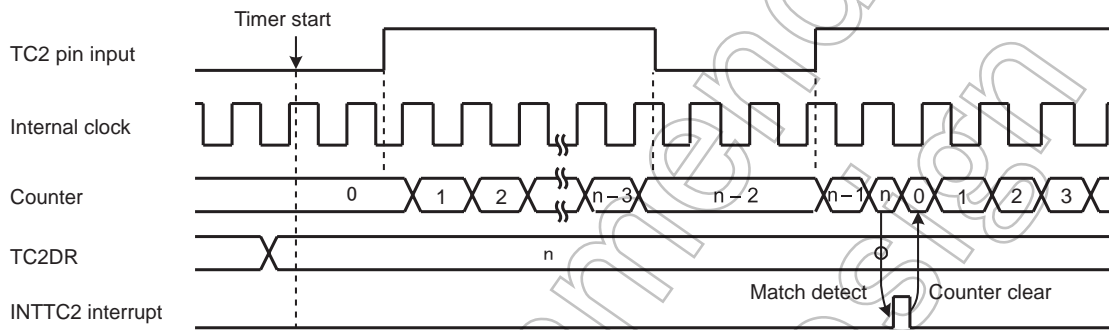 Timer start
TC2 pin input
Internal clock
Counter
0 1 2 n – 3 n – 2 n – 1 n 0 1 2 3
TC2DR
n
Match detect Counter clear
INTTC2 interrupt